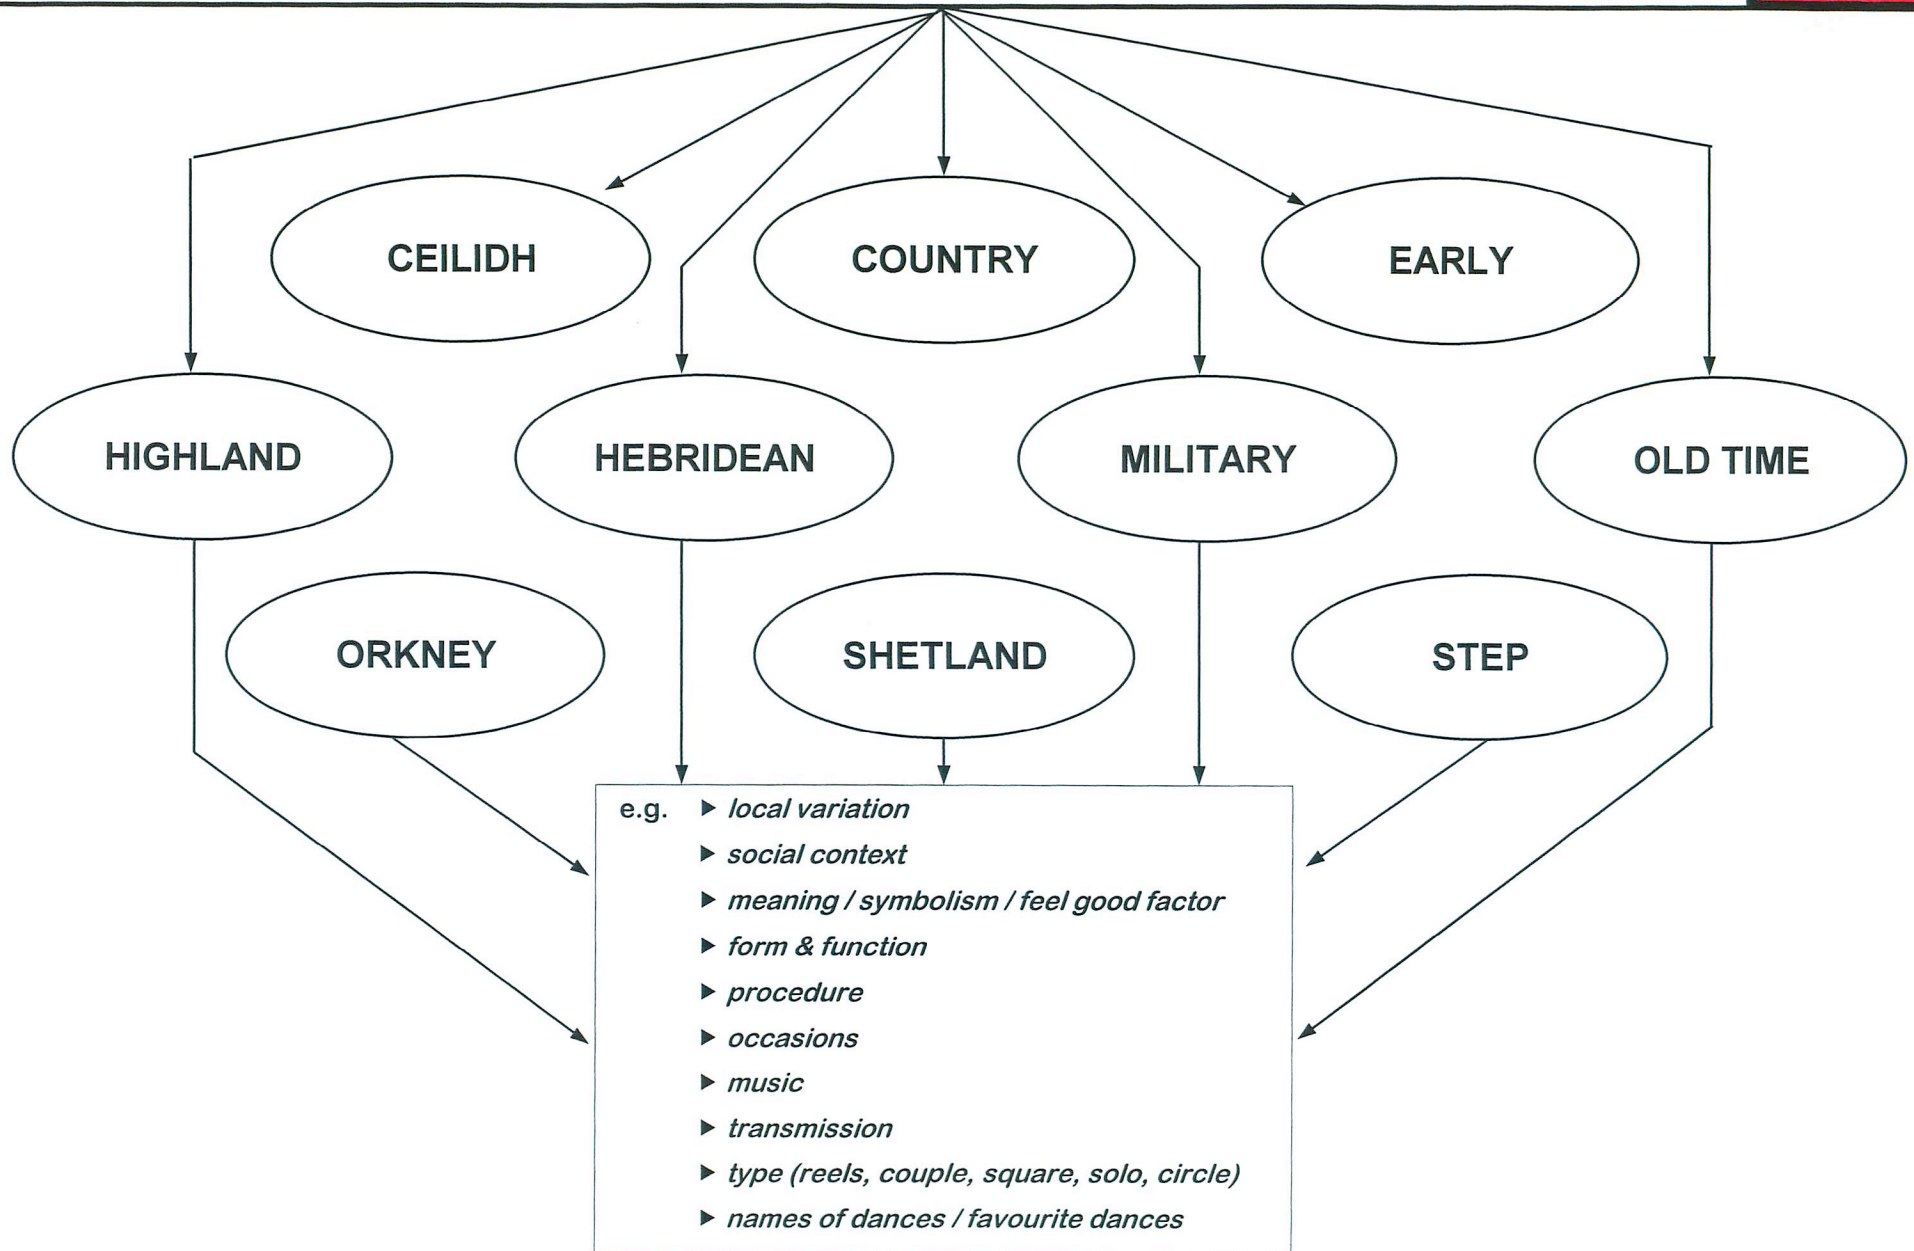 CEILIDH
COUNTRY
EARLY
HIGHLAND
HEBRIDEAN
MILITARY
OLD TIME
ORKNEY
SHETLAND
STEP
e.g. ▶ local variation
▶ social context
▶ meaning / symbolism / feel good factor
▶ form & function
▶ procedure
▶ occasions
▶ music
▶ transmission
▶ type (reels, couple, square, solo, circle)
▶ names of dances / favourite dances